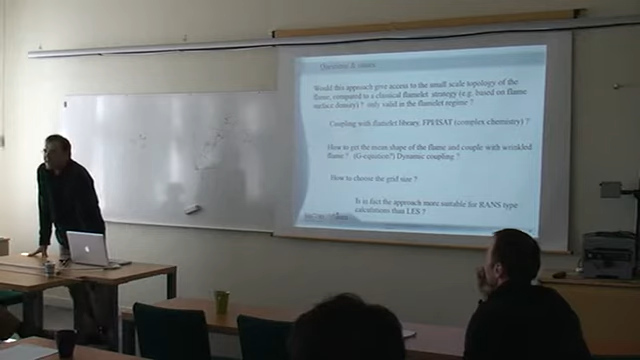 Questions & issues
Would this approach give access to the small scale topology of the
flame, compared to a classical flamelet strategy (e.g. based on flame
surface density) ? only valid in the flamelet regime ?
Coupling with flamelet library, FPI/ISAT (complex chemistry) ?
How to get the mean shape of the flame and couple with wrinkled
flame ? (G-equation?) Dynamic coupling ?
How to choose the grid size ?
Is in fact the approach more suitable for RANS type
calculations than LES ?